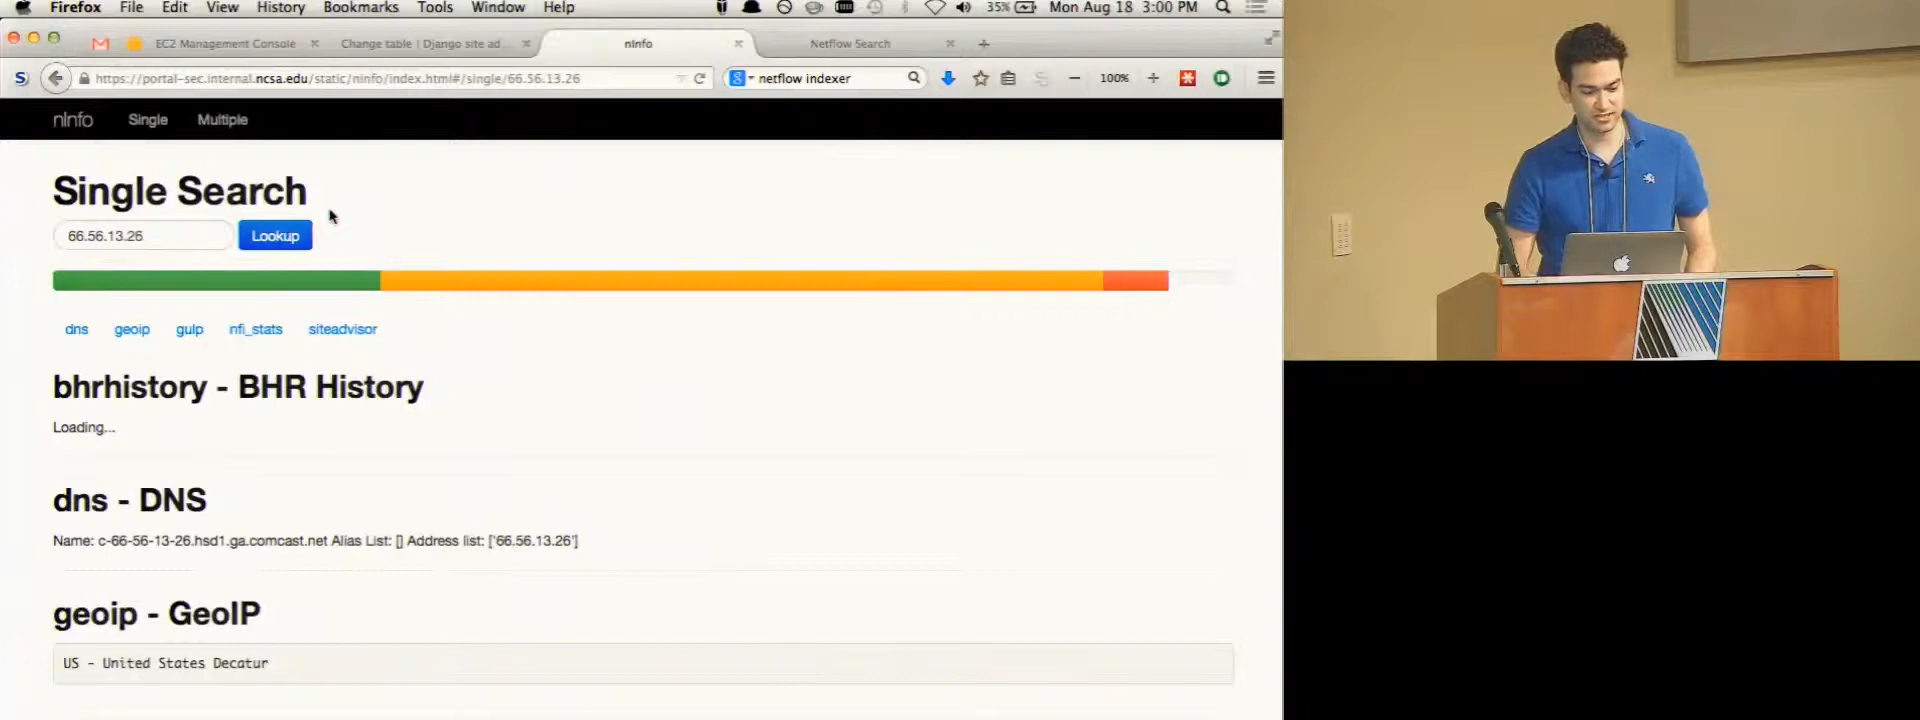 Firefox File Edit View History Bookmarks Tools Window Help 35% Mon Aug 18 3:00 PM
EC2 Management Console Change table | Django site ad... nInfo Netflow Search
https://portal-sec.internal.ncsa.edu/static/ninfo/index.html#/single/66.56.13.26 netflow indexer 100%
nInfo Single Multiple
Single Search
66.56.13.26 Lookup
dns geoip gulp nfi_stats siteadvisor
bhrhistory - BHR History
Loading...
dns - DNS
Name: c-66-56-13-26.hsd1.ga.comcast.net Alias List: [] Address list: ['66.56.13.26']
geoip - GeoIP
US - United States Decatur